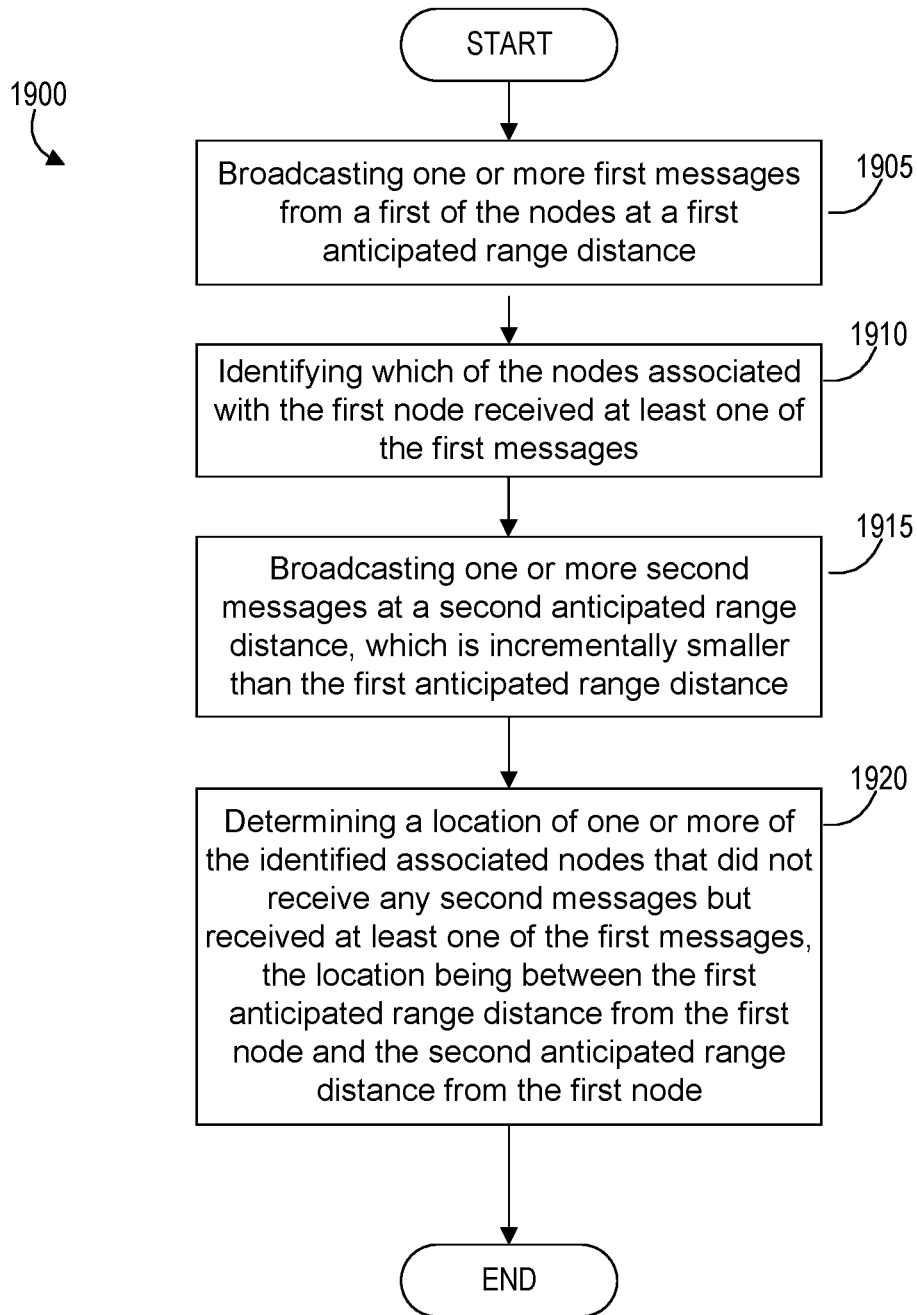 START
1900
1905
Broadcasting one or more first messages
from a first of the nodes at a first
anticipated range distance
1910
Identifying which of the nodes associated
with the first node received at least one of
the first messages
1915
Broadcasting one or more second
messages at a second anticipated range
distance, which is incrementally smaller
than the first anticipated range distance
1920
Determining a location of one or more of
the identified associated nodes that did not
receive any second messages but
received at least one of the first messages,
the location being between the first
anticipated range distance from the first
node and the second anticipated range
distance from the first node
END